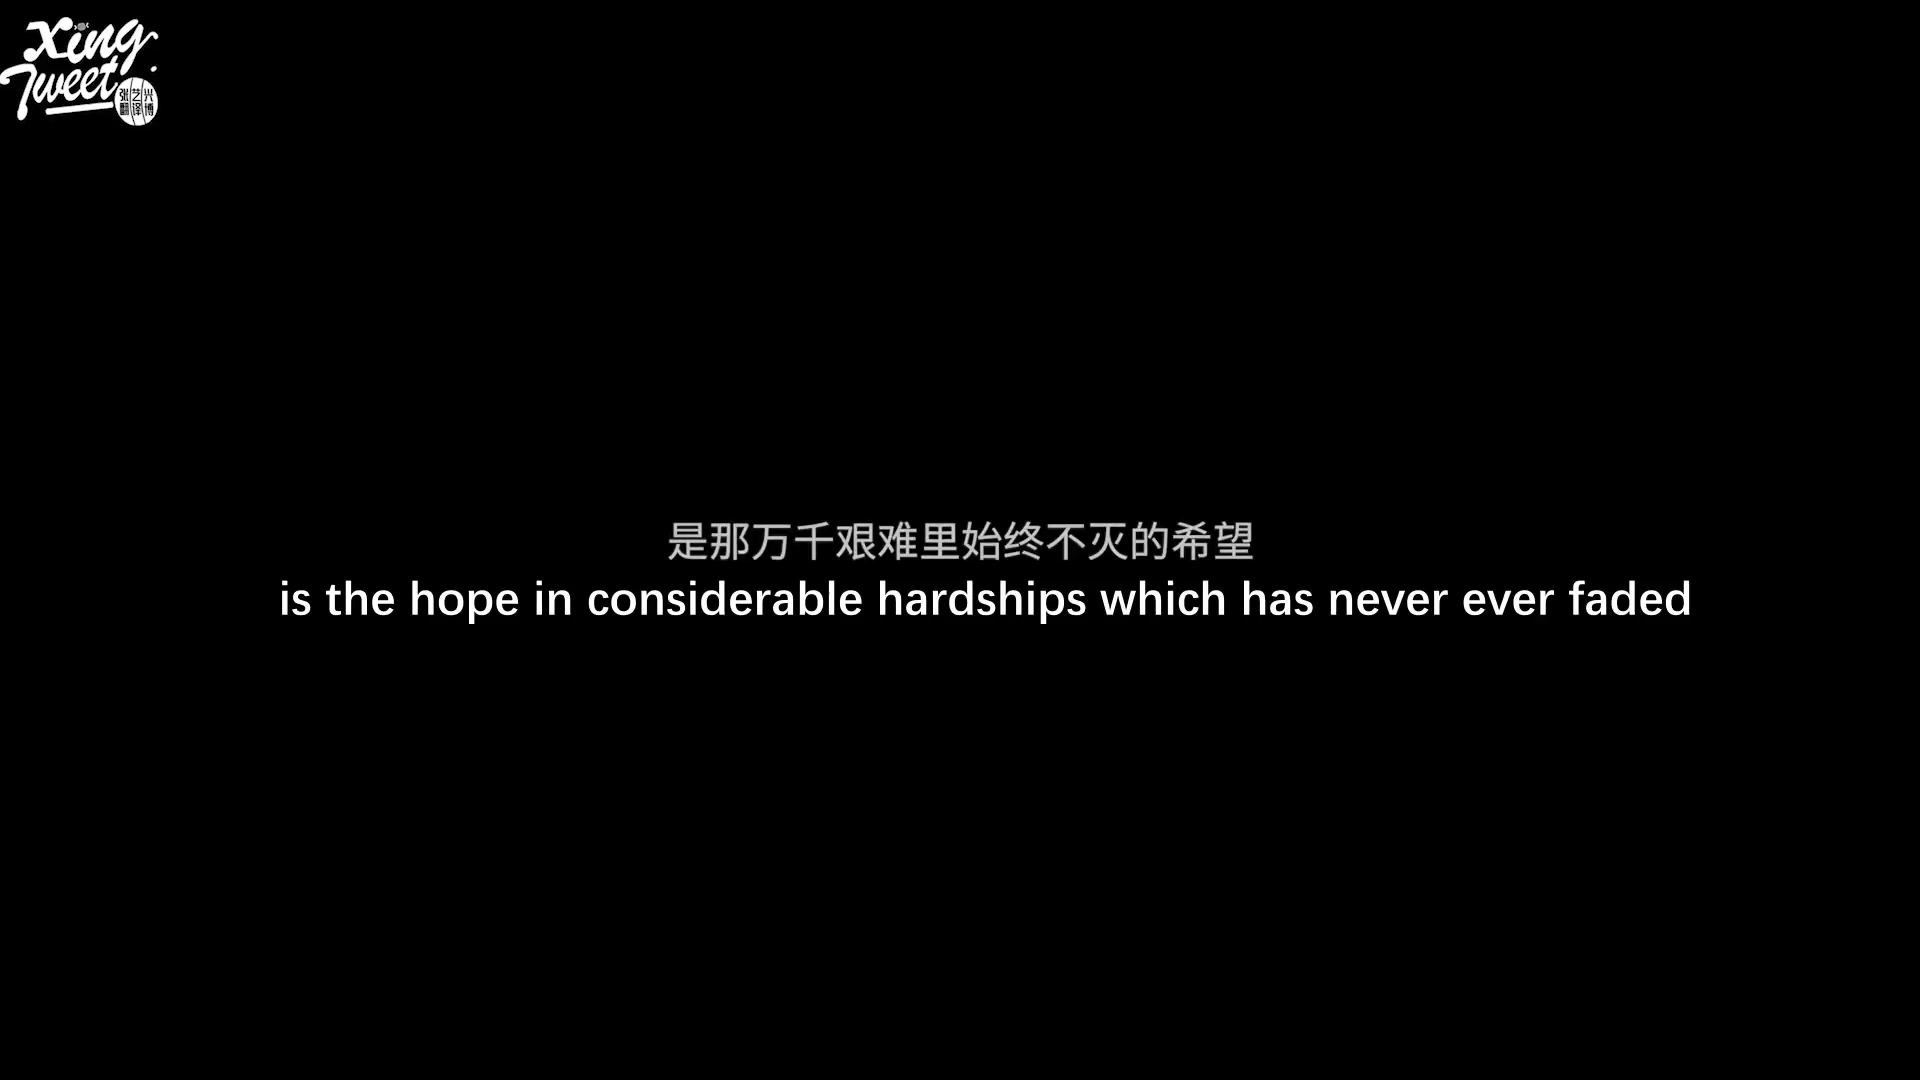 Xing
Tweet
张艺兴
翻译博
是那万千艰难里始终不灭的希望
is the hope in considerable hardships which has never ever faded